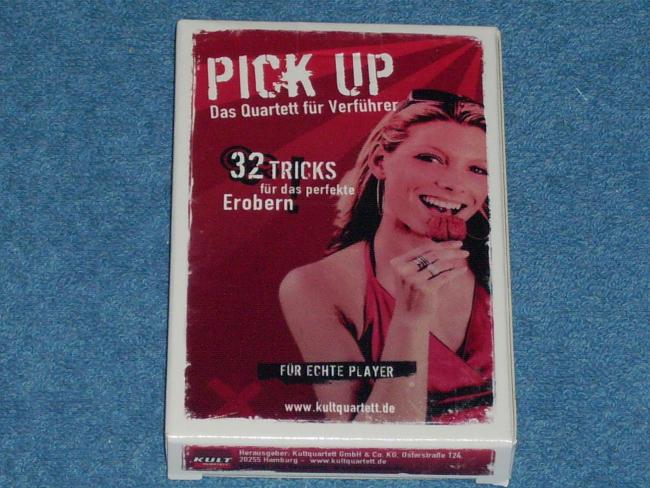 PICK UP
Das Quartett für Verführer
32 TRICKS
für das perfekte
Erobern
FÜR ECHTE PLAYER
www.kultquartett.de
KULT
Herausgeber: Kultquartett GmbH & Co. KG, Osterstraße 124,
20255 Hamburg - www.kultquartett.de